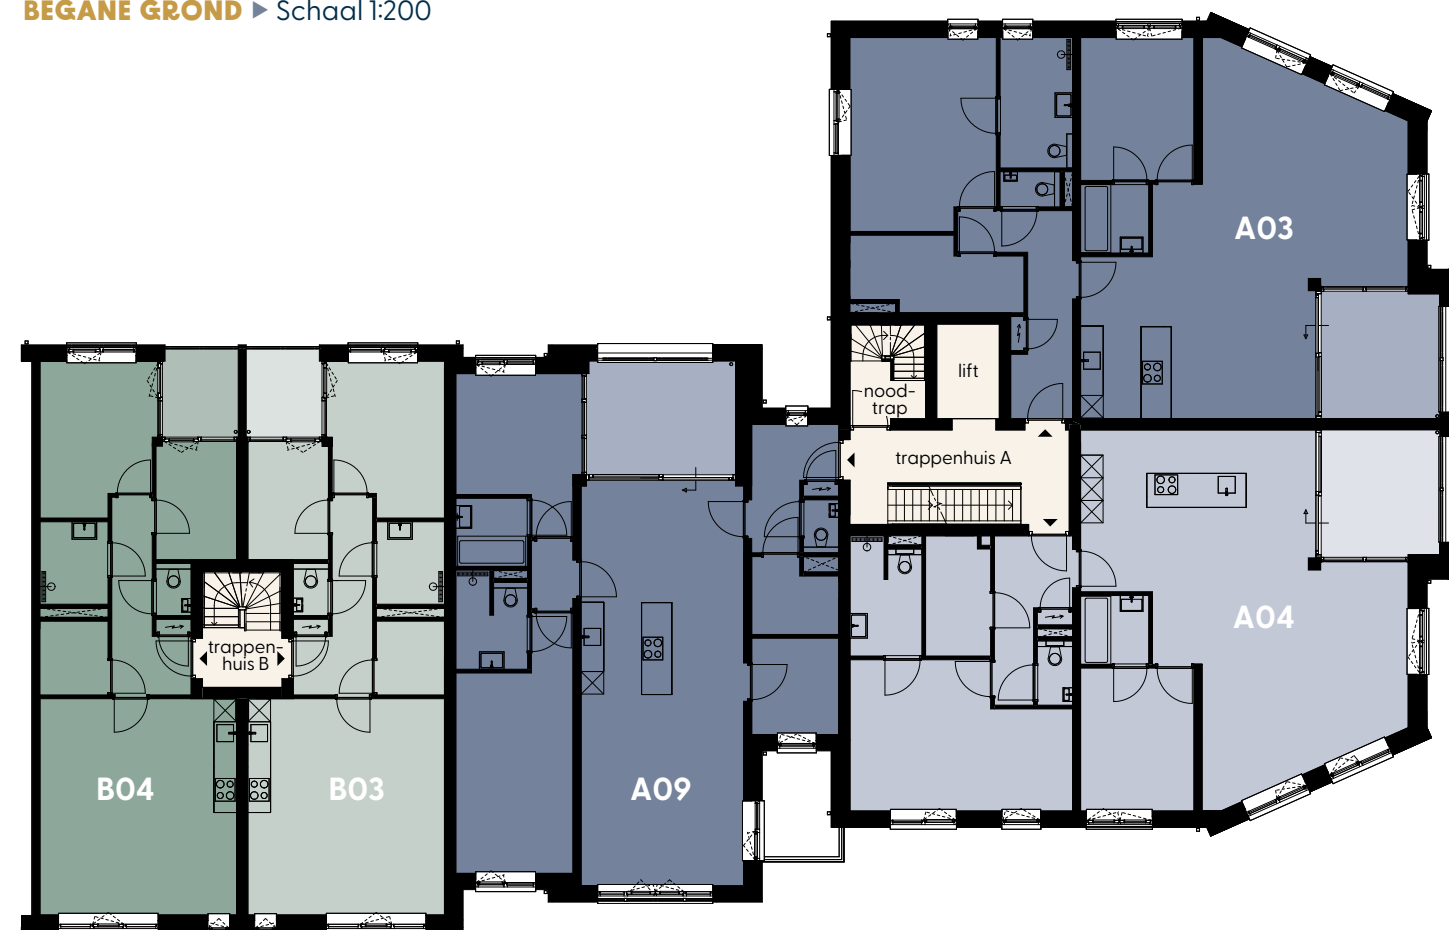 BEGANE GROND ▶ Schaal 1:200
A03
lift
nood-
trap
trappenhuis A
A04
trappen-
huis B
B04
B03
A09